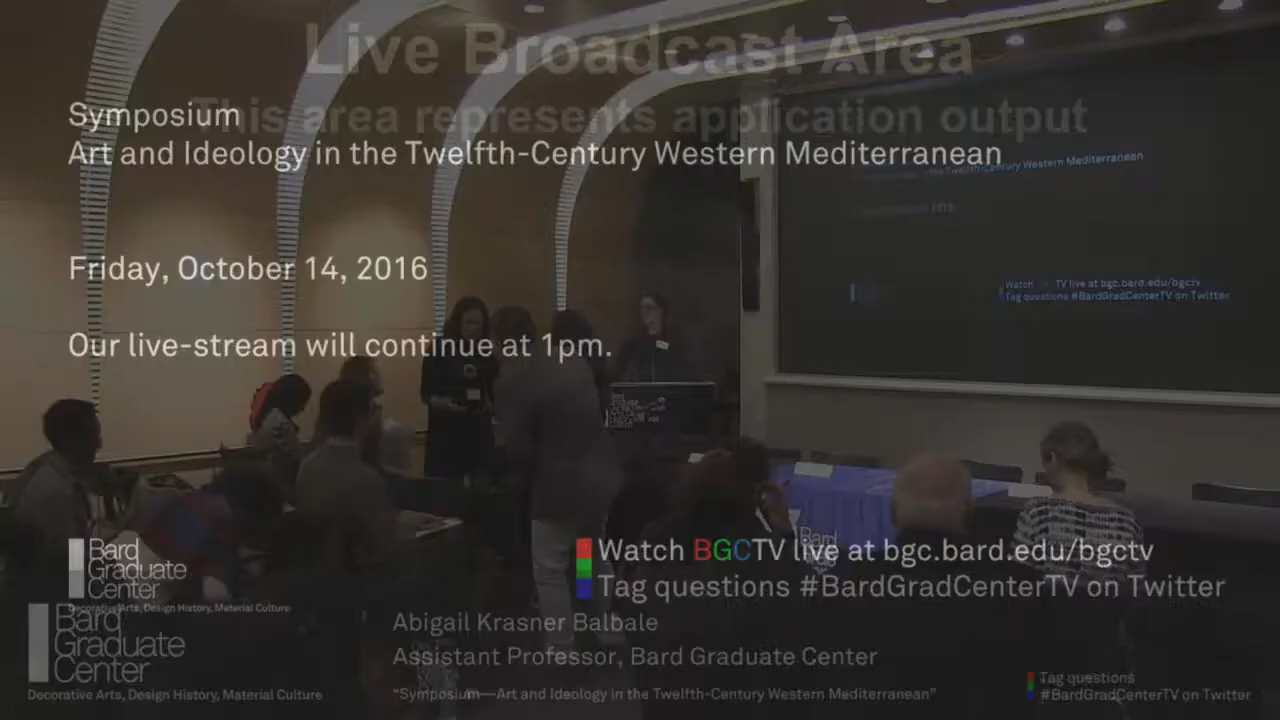 Live Broadcast Area
This area represents application output
Symposium
Art and Ideology in the Twelfth-Century Western Mediterranean
the Twelfth-Century Western Mediterranean
Friday, October 14, 2016
Watch TV live at bgc.bard.edu/bgctv
Tag questions #BardGradCenterTV on Twitter
Our live-stream will continue at 1pm.
Bard
Graduate
Center
Decorative Arts, Design History, Material Culture
Watch BGCTV live at bgc.bard.edu/bgctv
Tag questions #BardGradCenterTV on Twitter
Bard
Graduate
Center
Decorative Arts, Design History, Material Culture
Abigail Krasner Balbale
Assistant Professor, Bard Graduate Center
“Symposium—Art and Ideology in the Twelfth-Century Western Mediterranean”
Tag questions
#BardGradCenterTV on Twitter